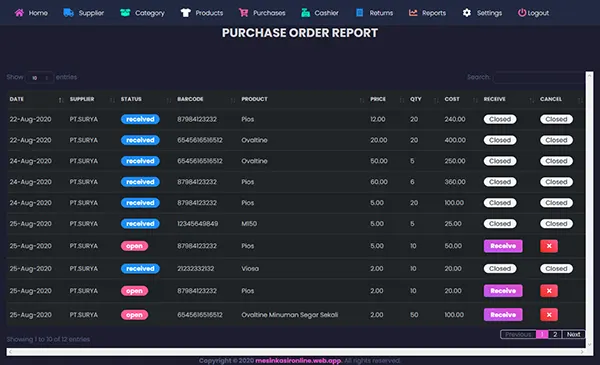 Home Supplier Category Products Purchases Cashier Returns Reports Settings Logout
PURCHASE ORDER REPORT
Show 10 entries Search:
DATE SUPPLIER STATUS BARCODE PRODUCT PRICE QTY COST RECEIVE CANCEL
22-Aug-2020 PT.SURYA received 87984123232 Pios 12.00 20 240.00 Closed Closed
22-Aug-2020 PT.SURYA received 6545616516512 Ovaltine 20.00 20 400.00 Closed Closed
24-Aug-2020 PT.SURYA received 6545616516512 Ovaltine 50.00 5 250.00 Closed Closed
24-Aug-2020 PT.SURYA received 87984123232 Pios 60.00 6 360.00 Closed Closed
24-Aug-2020 PT.SURYA received 87984123232 Pios 5.00 20 100.00 Closed Closed
25-Aug-2020 PT.SURYA received 12345649849 M150 5.00 5 25.00 Closed Closed
25-Aug-2020 PT.SURYA open 87984123232 Pios 5.00 10 50.00 Receive ×
25-Aug-2020 PT.SURYA received 21232332132 Viosa 2.00 10 20.00 Closed Closed
25-Aug-2020 PT.SURYA open 87984123232 Pios 2.00 10 20.00 Receive ×
25-Aug-2020 PT.SURYA open 6545616516512 Ovaltine Minuman Segar Sekali 2.00 50 100.00 Receive ×
Showing 1 to 10 of 12 entries Previous 1 2 Next
Copyright © 2020 mesinkasironline.web.app. All rights reserved.